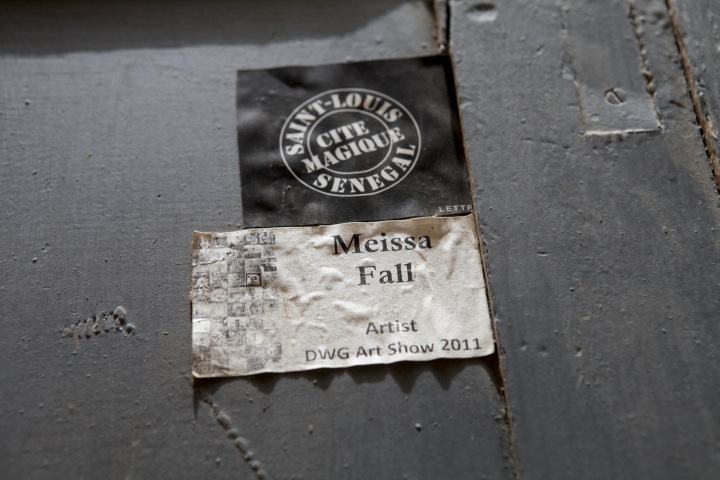 SAINT-LOUIS
CITE
MAGIQUE
SENEGAL
Meissa
Fall
Artist
DWG Art Show 2011